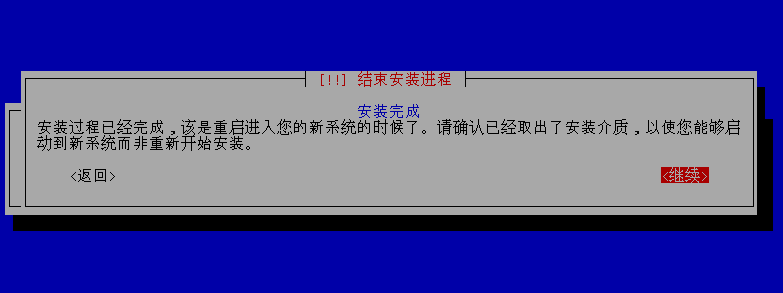 [!!] 结束安装进程
安装完成
安装过程已经完成，该是重启进入您的新系统的时候了。请确认已经取出了安装介质，以使您能够启
动到新系统而非重新开始安装。
<返回>
<继续>